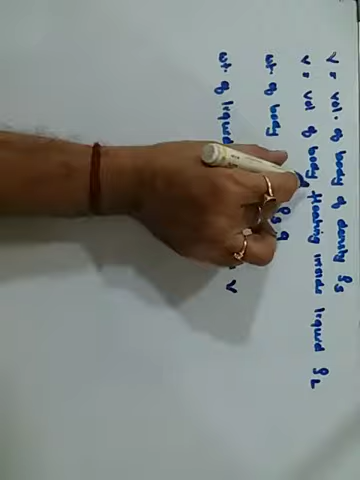 V = vol. of body of density ρs
v = vol of body floating inside liquid ρL
wt. of body ρs g
wt. of liquid v